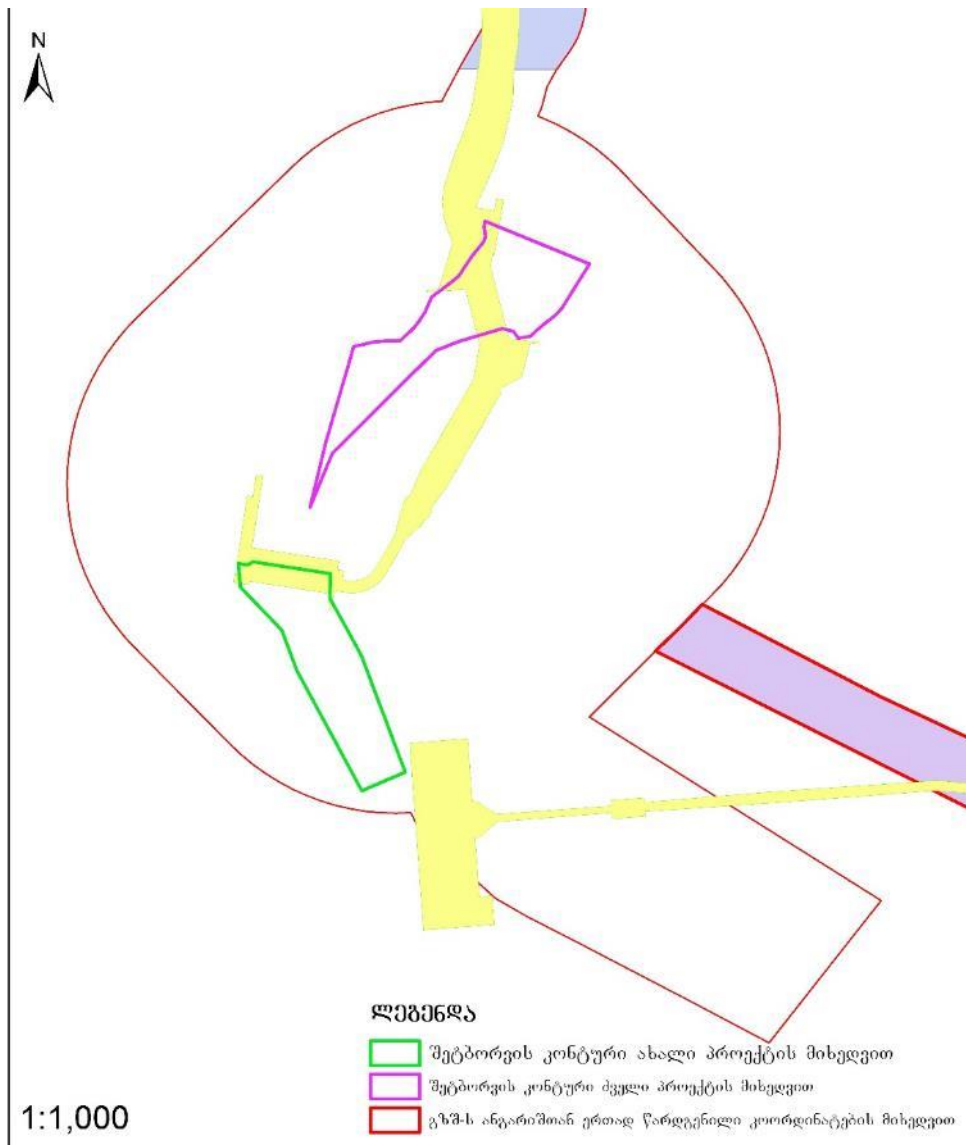 N
ლეგენდა
შეტბორვის კონტური ახალი პროექტის მიხედვით
შეტბორვის კონტური ძველი პროექტის მიხედვით
გზშ-ს ანგარიშთან ერთად წარდგენილი კოორდინატების მიხედვით
1:1,000